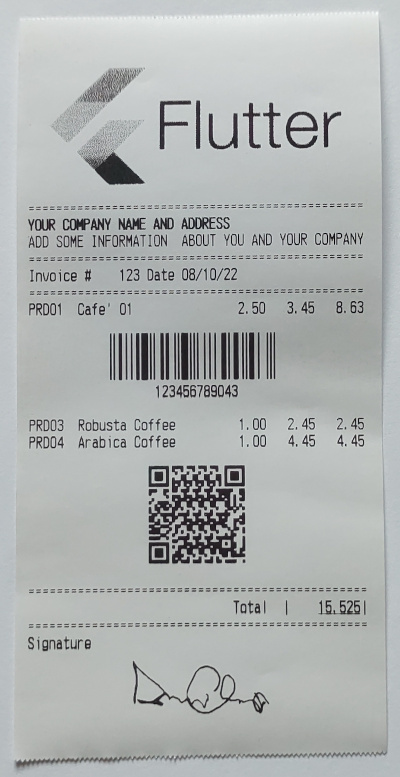 Flutter
YOUR COMPANY NAME AND ADDRESS
ADD SOME INFORMATION ABOUT YOU AND YOUR COMPANY
Invoice # 123 Date 08/10/22
PRD01 Cafe' 01 2.50 3.45 8.63
123456789043
PRD03 Robusta Coffee 1.00 2.45 2.45
PRD04 Arabica Coffee 1.00 4.45 4.45
Total | 15.525|
Signature